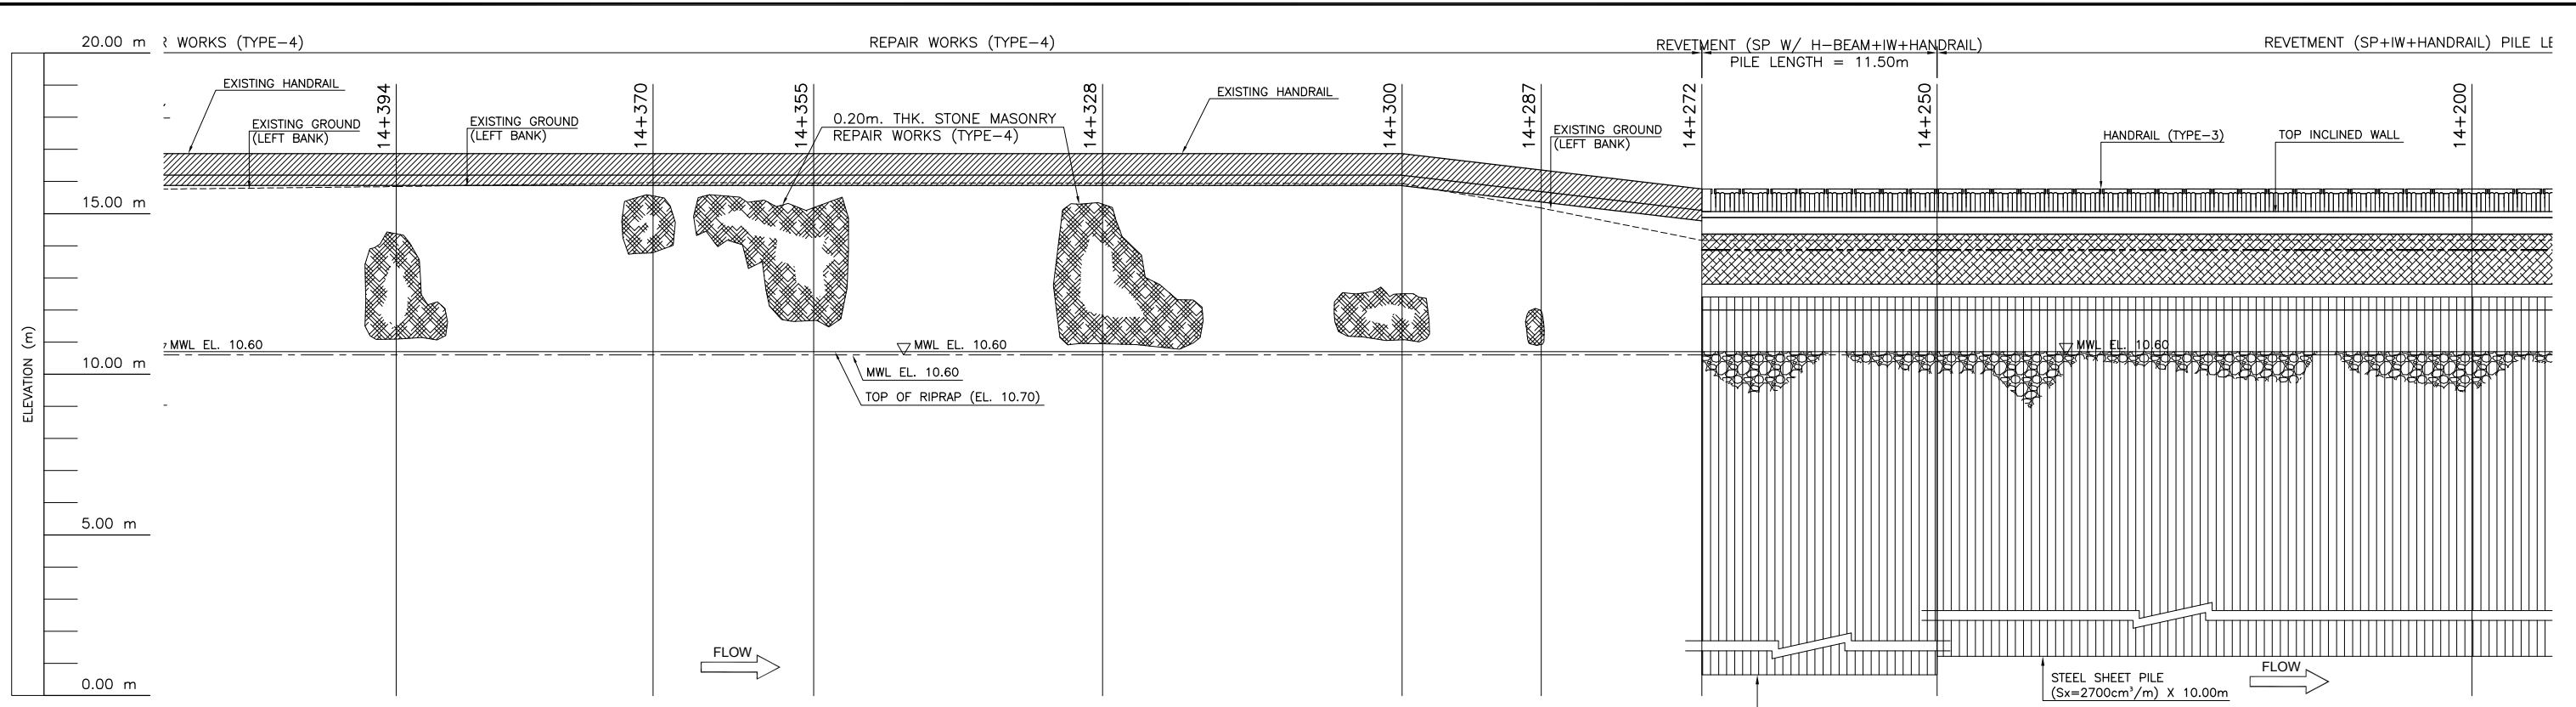 20.00 m
R WORKS (TYPE-4)
REPAIR WORKS (TYPE-4)
REVETMENT (SP W/ H-BEAM+IW+HANDRAIL)
PILE LENGTH = 11.50m
REVETMENT (SP+IW+HANDRAIL) PILE LE
EXISTING HANDRAIL
EXISTING GROUND
(LEFT BANK)
14+394
EXISTING GROUND
(LEFT BANK)
14+370
14+355
0.20m. THK. STONE MASONRY
REPAIR WORKS (TYPE-4)
14+328
EXISTING HANDRAIL
14+300
14+287
EXISTING GROUND
(LEFT BANK)
14+272
14+250
HANDRAIL (TYPE-3)
TOP INCLINED WALL
14+200
15.00 m
ELEVATION (m)
MWL EL. 10.60
MWL EL. 10.60
MWL EL. 10.60
10.00 m
MWL EL. 10.60
TOP OF RIPRAP (EL. 10.70)
5.00 m
FLOW
0.00 m
STEEL SHEET PILE
(Sx=2700cm³/m) X 10.00m
FLOW